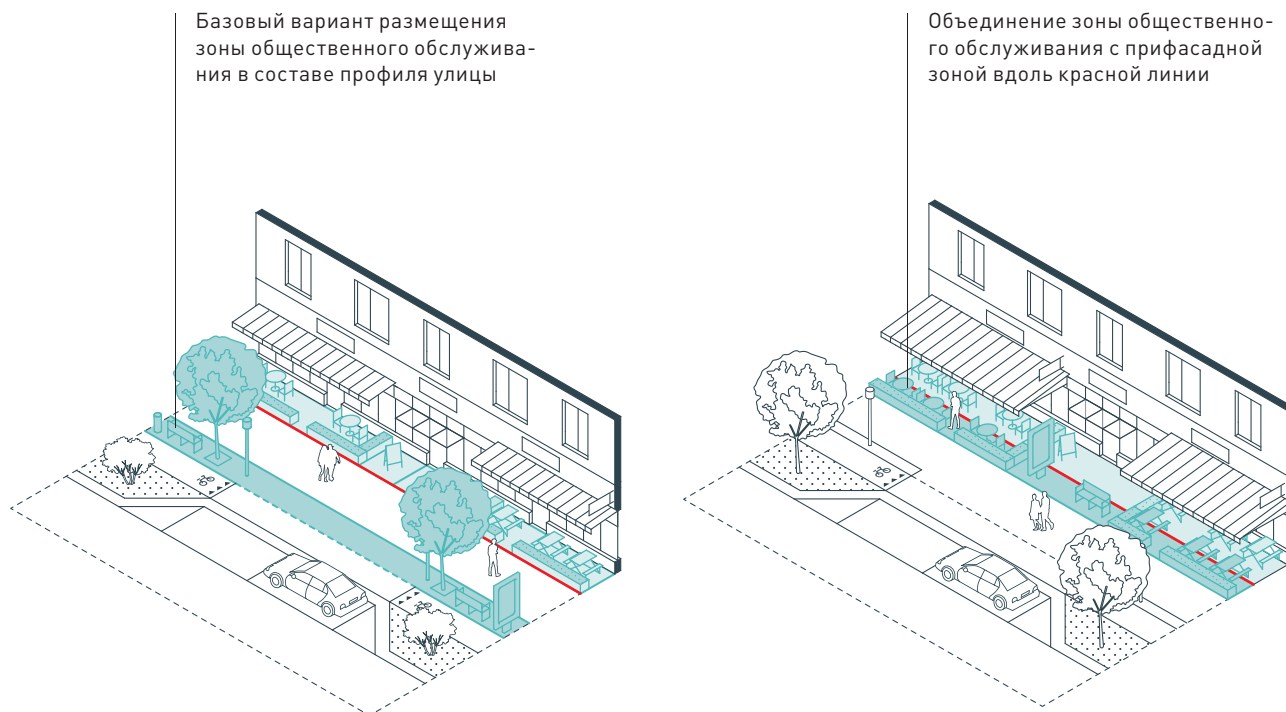 Базовый вариант размещения
зоны общественного обслужива-
ния в составе профиля улицы
Объединение зоны общественно-
го обслуживания с прифасадной
зоной вдоль красной линии